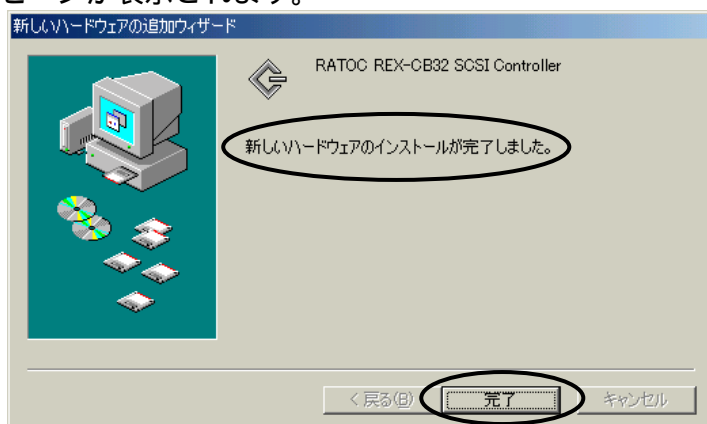 セージが表示されます。
新しいハードウェアの追加ウィザード
RATOC REX-CB32 SCSI Controller
新しいハードウェアのインストールが完了しました。
< 戻る(B)
完了
キャンセル